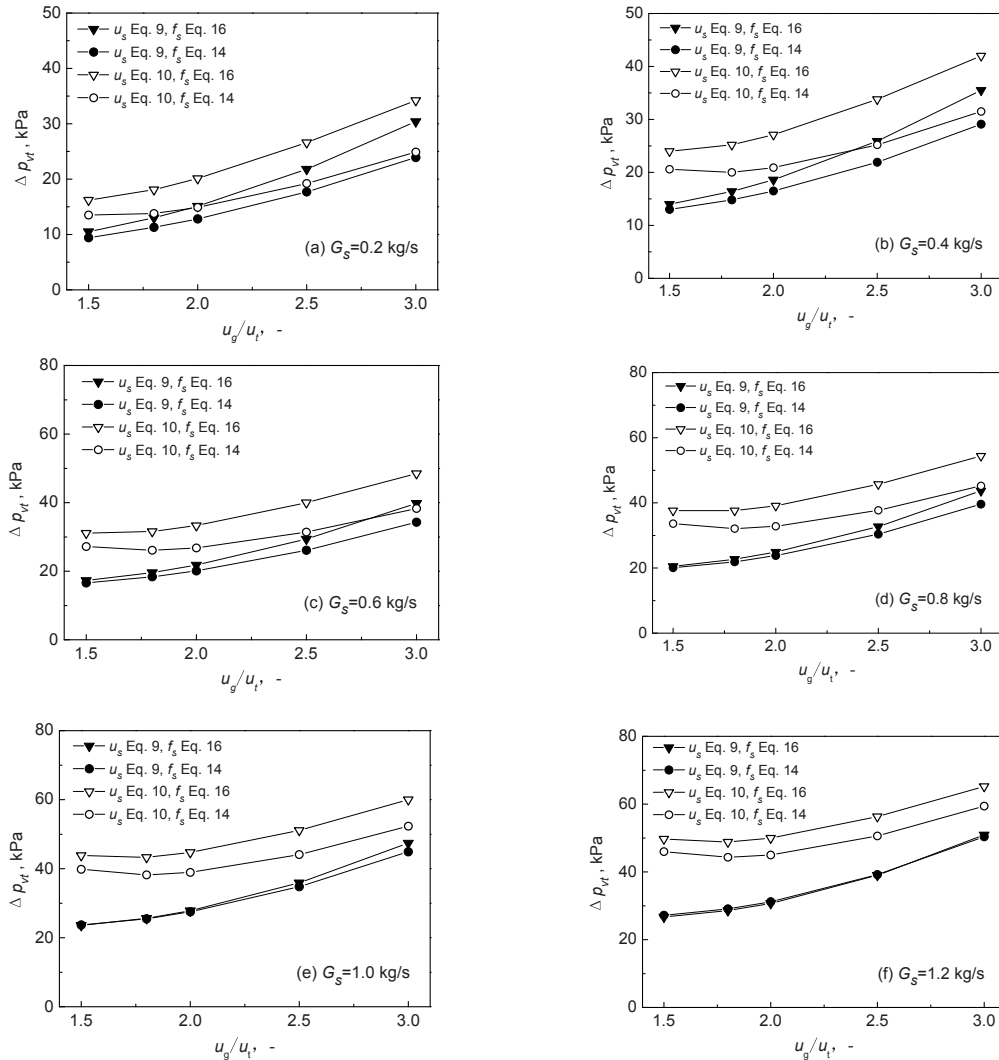 50
40
30
20
10
0
Δ p_vt , kPa
u_s Eq. 9, f_s Eq. 16
u_s Eq. 9, f_s Eq. 14
u_s Eq. 10, f_s Eq. 16
u_s Eq. 10, f_s Eq. 14
(a) G_s=0.2 kg/s
1.5 2.0 2.5 3.0
u_g/u_t， -
50
45
40
35
30
25
20
15
10
5
0
Δ p_vt , kPa
u_s Eq. 9, f_s Eq. 16
u_s Eq. 9, f_s Eq. 14
u_s Eq. 10, f_s Eq. 16
u_s Eq. 10, f_s Eq. 14
(b) G_s=0.4 kg/s
1.5 2.0 2.5 3.0
u_g/u_t， -
80
60
40
20
0
Δ p_vt , kPa
u_s Eq. 9, f_s Eq. 16
u_s Eq. 9, f_s Eq. 14
u_s Eq. 10, f_s Eq. 16
u_s Eq. 10, f_s Eq. 14
(c) G_s=0.6 kg/s
1.5 2.0 2.5 3.0
u_g/u_t， -
80
60
40
20
0
Δ p_vt , kPa
u_s Eq. 9, f_s Eq. 16
u_s Eq. 9, f_s Eq. 14
u_s Eq. 10, f_s Eq. 16
u_s Eq. 10, f_s Eq. 14
(d) G_s=0.8 kg/s
1.5 2.0 2.5 3.0
u_g/u_t， -
80
60
40
20
0
Δ p_vt , kPa
u_s Eq. 9, f_s Eq. 16
u_s Eq. 9, f_s Eq. 14
u_s Eq. 10, f_s Eq. 16
u_s Eq. 10, f_s Eq. 14
(e) G_s=1.0 kg/s
1.5 2.0 2.5 3.0
u_g/u_t， -
80
60
40
20
0
Δ p_vt , kPa
u_s Eq. 9, f_s Eq. 16
u_s Eq. 9, f_s Eq. 14
u_s Eq. 10, f_s Eq. 16
u_s Eq. 10, f_s Eq. 14
(f) G_s=1.2 kg/s
1.5 2.0 2.5 3.0
u_g/u_t， -